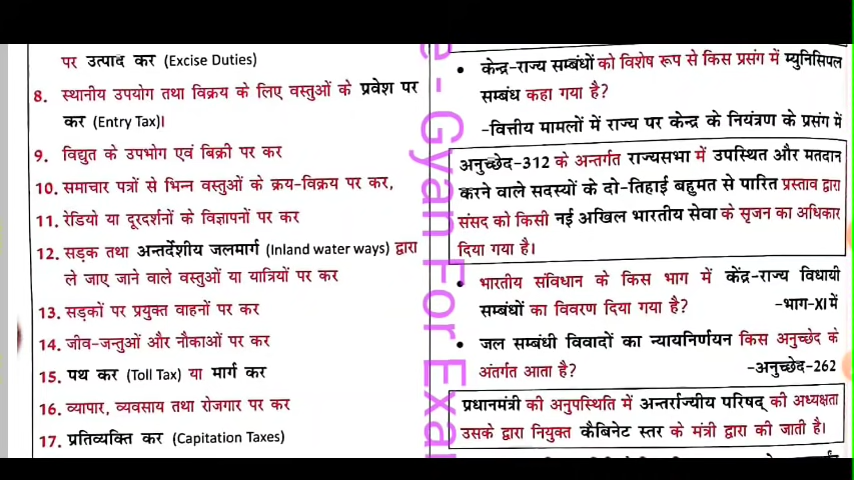 पर उत्पाद कर (Excise Duties)
8. स्थानीय उपयोग तथा विक्रय के लिए वस्तुओं के प्रवेश पर
कर (Entry Tax)।
9. विद्युत के उपभोग एवं बिक्री पर कर
10. समाचार पत्रों से भिन्न वस्तुओं के क्रय-विक्रय पर कर,
11. रेडियो या दूरदर्शनों के विज्ञापनों पर कर
12. सड़क तथा अन्तर्देशीय जलमार्ग (Inland water ways) द्वारा
ले जाए जाने वाले वस्तुओं या यात्रियों पर कर
13. सड़कों पर प्रयुक्त वाहनों पर कर
14. जीव-जन्तुओं और नौकाओं पर कर
15. पथ कर (Toll Tax) या मार्ग कर
16. व्यापार, व्यवसाय तथा रोजगार पर कर
17. प्रतिव्यक्ति कर (Capitation Taxes)
e - Gyan For Exa
• केन्द्र-राज्य सम्बंधों को विशेष रूप से किस प्रसंग में म्युनिसिपल
सम्बंध कहा गया है?
-वित्तीय मामलों में राज्य पर केन्द्र के नियंत्रण के प्रसंग में
अनुच्छेद-312 के अन्तर्गत राज्यसभा में उपस्थित और मतदान
करने वाले सदस्यों के दो-तिहाई बहुमत से पारित प्रस्ताव द्वारा
संसद को किसी नई अखिल भारतीय सेवा के सृजन का अधिकार
दिया गया है।
• भारतीय संविधान के किस भाग में केंद्र-राज्य विधायी
सम्बंधों का विवरण दिया गया है? -भाग-XI में
• जल सम्बंधी विवादों का न्यायनिर्णयन किस अनुच्छेद के
अंतर्गत आता है? -अनुच्छेद-262
प्रधानमंत्री की अनुपस्थिति में अन्तर्राज्यीय परिषद् की अध्यक्षता
उसके द्वारा नियुक्त कैबिनेट स्तर के मंत्री द्वारा की जाती है।